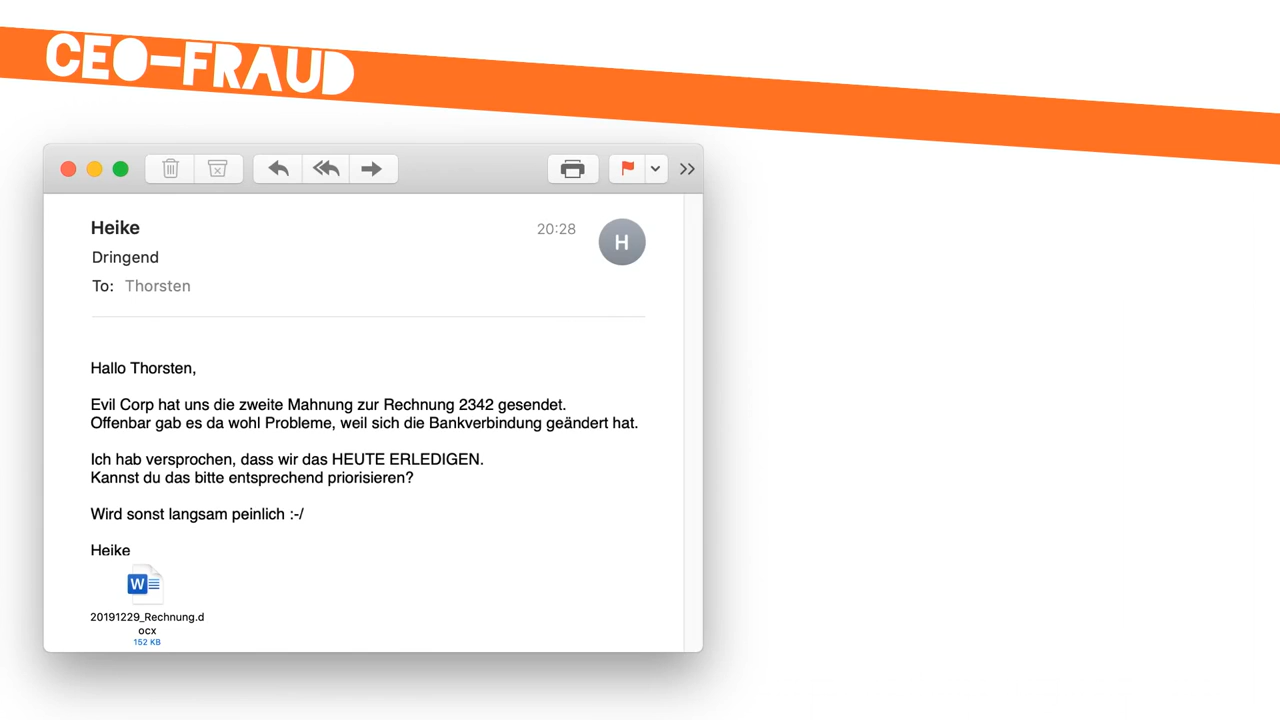 CEO-FRAUD
Heike
20:28
H
Dringend
To: Thorsten
Hallo Thorsten,
Evil Corp hat uns die zweite Mahnung zur Rechnung 2342 gesendet.
Offenbar gab es da wohl Probleme, weil sich die Bankverbindung geändert hat.
Ich hab versprochen, dass wir das HEUTE ERLEDIGEN.
Kannst du das bitte entsprechend priorisieren?
Wird sonst langsam peinlich :-/
Heike
W
20191229_Rechnung.d
ocx
152 KB